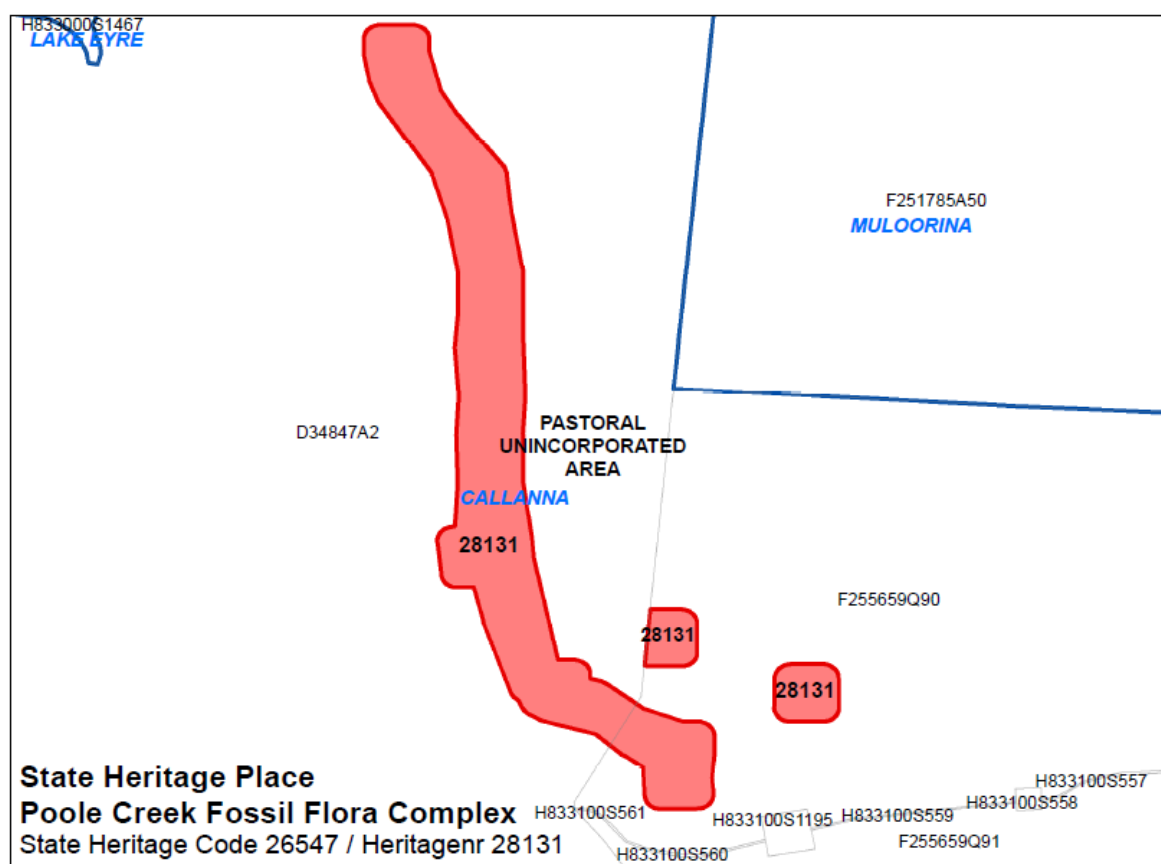 H833000S1467
LAKE EYRE
F251785A50
MULOORINA
PASTORAL
UNINCORPORATED
AREA
D34847A2
CALLANNA
28131
F255659Q90
28131
28131
State Heritage Place
Poole Creek Fossil Flora Complex
State Heritage Code 26547 / Heritagenr 28131
H833100S561
H833100S560
H833100S1195
H833100S559
H833100S558
H833100S557
F255659Q91